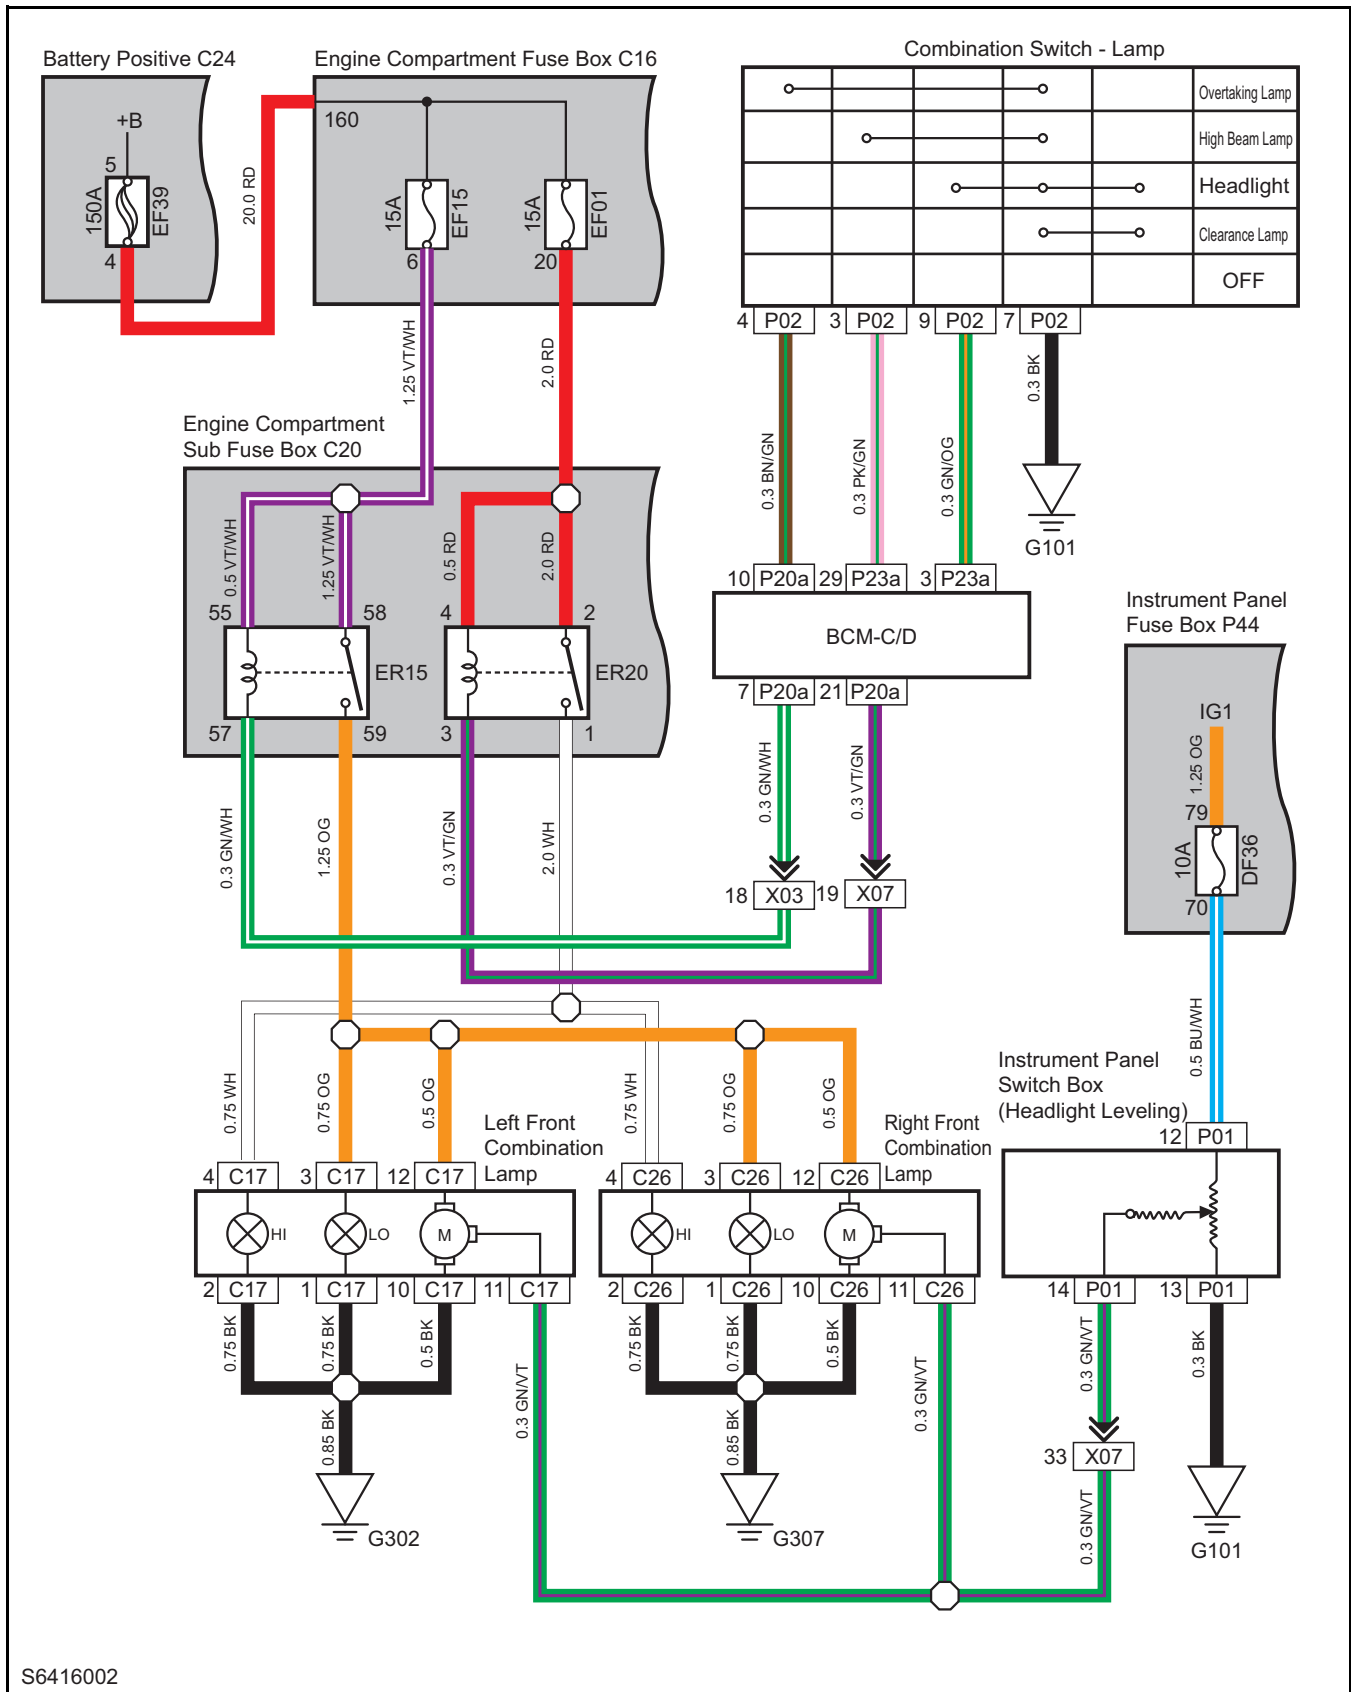 Battery Positive C24
Engine Compartment Fuse Box C16
Combination Switch - Lamp
+B
5
150A
EF39
4
20.0 RD
160
15A
EF15
6
15A
EF01
20
Overtaking Lamp
High Beam Lamp
Headlight
Clearance Lamp
OFF
4 P02
3 P02
9 P02
7 P02
1.25 VT/WH
2.0 RD
0.3 BN/GN
0.3 PK/GN
0.3 GN/OG
0.3 BK
G101
Engine Compartment
Sub Fuse Box C20
0.5 VT/WH
1.25 VT/WH
0.5 RD
2.0 RD
55
58
4
2
ER15
ER20
57
59
3
1
10 P20a
29 P23a
3 P23a
BCM-C/D
7 P20a
21 P20a
0.3 GN/WH
0.3 VT/GN
18 X03
19 X07
Instrument Panel
Fuse Box P44
IG1
1.25 OG
79
10A
DF36
70
0.5 BU/WH
0.3 GN/WH
1.25 OG
0.3 VT/GN
2.0 WH
0.75 WH
0.75 OG
0.5 OG
0.75 WH
0.75 OG
0.5 OG
Left Front
Combination
Lamp
Right Front
Combination
Lamp
Instrument Panel
Switch Box
(Headlight Leveling)
12 P01
4 C17
3 C17
12 C17
4 C26
3 C26
12 C26
HI
LO
M
HI
LO
M
2 C17
1 C17
10 C17
11 C17
2 C26
1 C26
10 C26
11 C26
14 P01
13 P01
0.75 BK
0.75 BK
0.5 BK
0.3 GN/VT
0.75 BK
0.75 BK
0.5 BK
0.3 GN/VT
0.3 GN/VT
0.3 BK
0.85 BK
0.85 BK
33 X07
0.3 GN/VT
G302
G307
G101
S6416002